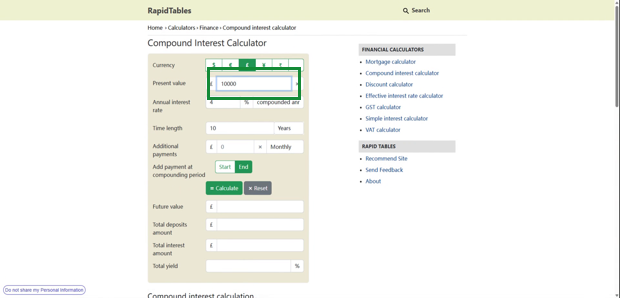 RapidTables
Search
Home › Calculators › Finance › Compound interest calculator
Compound Interest Calculator
Currency
$ € £ ¥
Present value
£ 10000 ×
Annual interest rate
4 % compounded anr
Time length
10 Years
Additional payments
£ 0 × Monthly
Add payment at compounding period
Start End
= Calculate × Reset
Future value
£
Total deposits amount
£
Total interest amount
£
Total yield
%
FINANCIAL CALCULATORS
• Mortgage calculator
• Compound interest calculator
• Discount calculator
• Effective interest rate calculator
• GST calculator
• Simple interest calculator
• VAT calculator
RAPID TABLES
• Recommend Site
• Send Feedback
• About
Do not share my Personal Information
Compound interest calculation